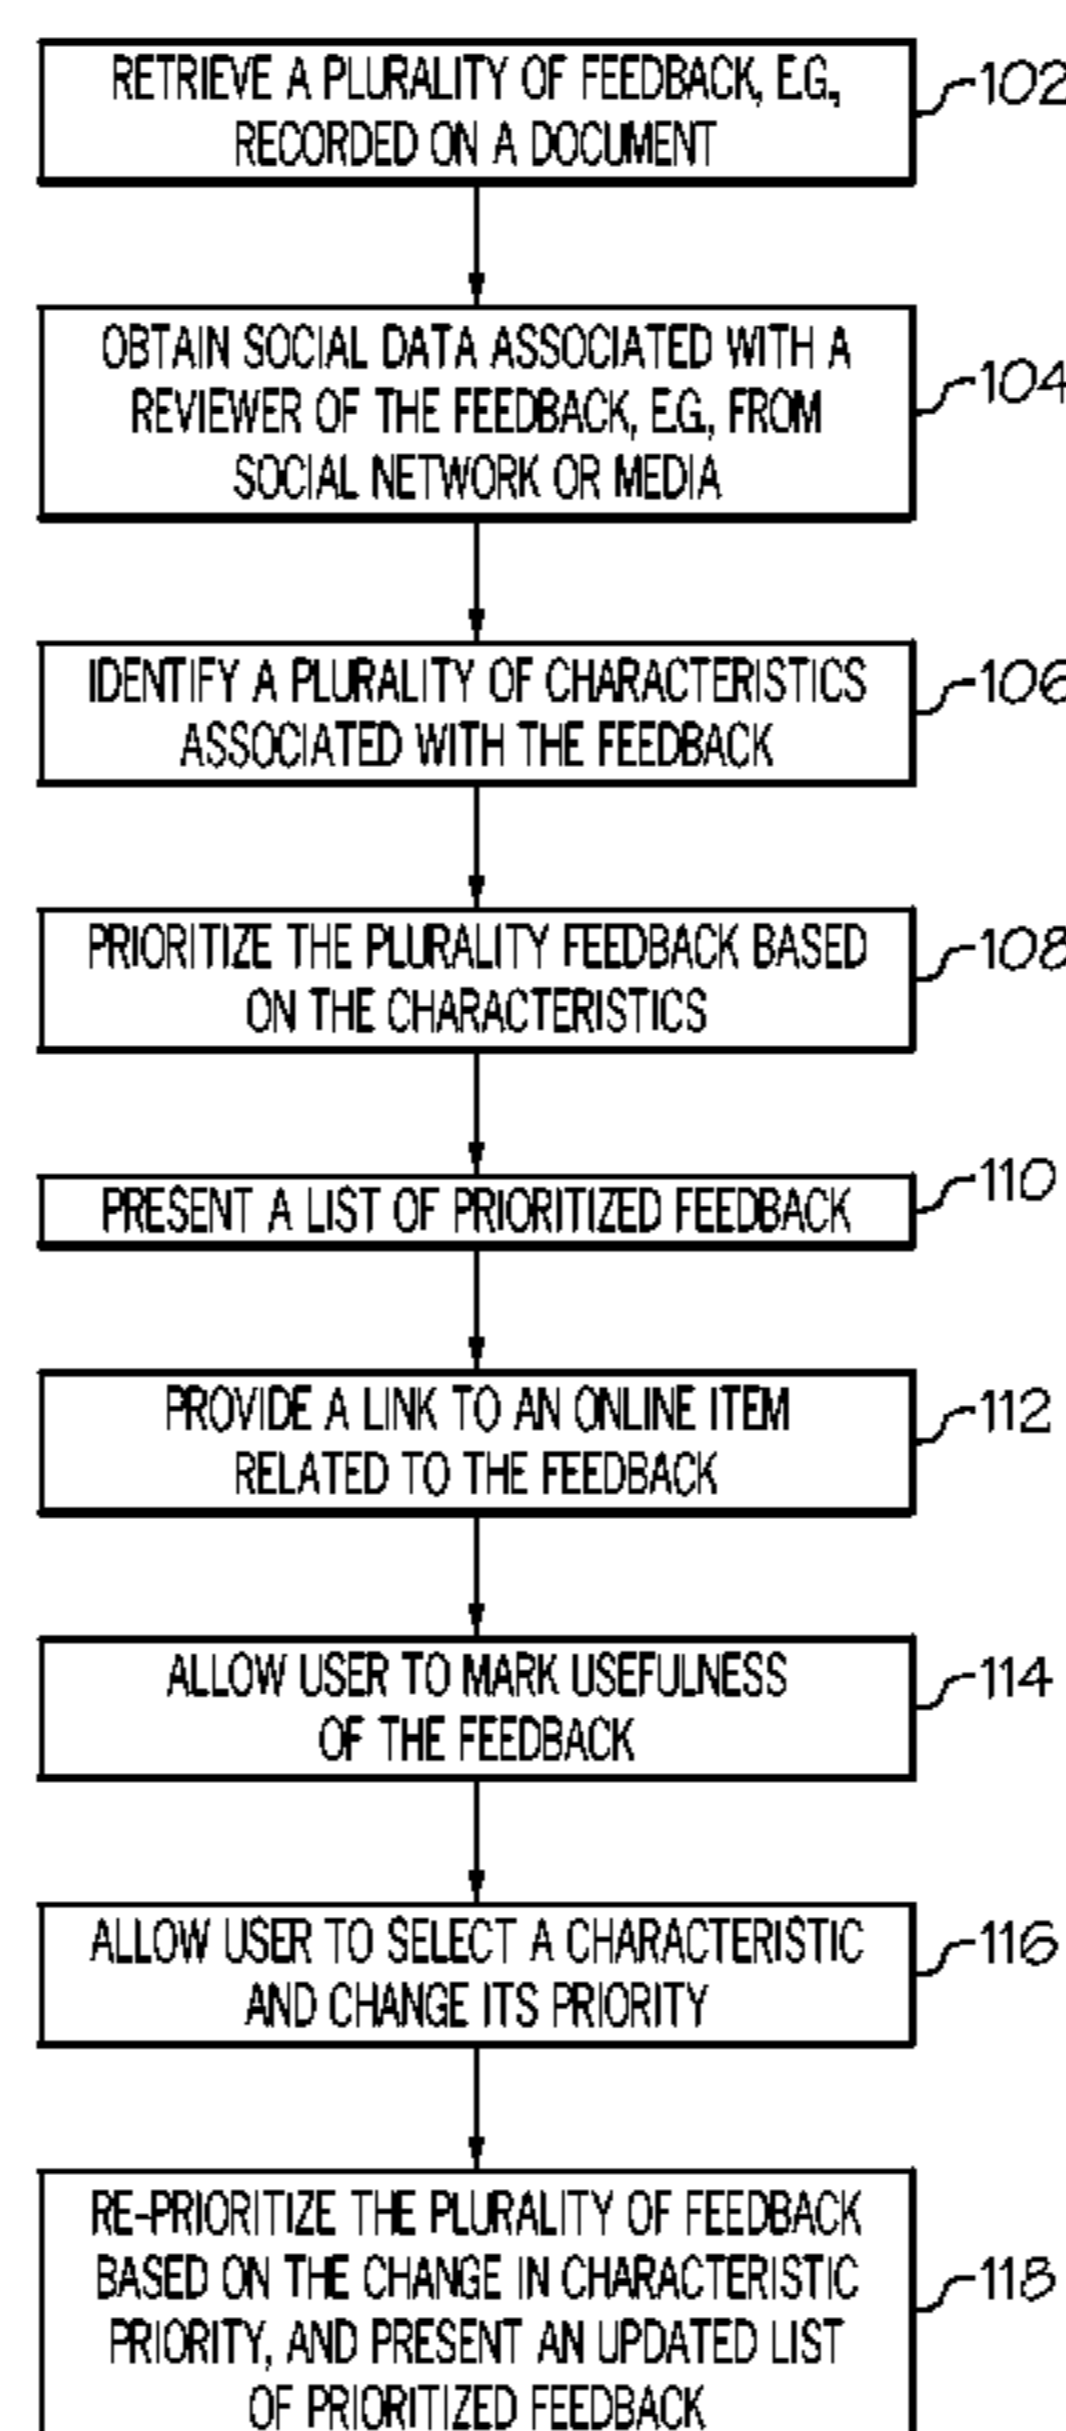 RETRIEVE A PLURALITY OF FEEDBACK, E.G.,
RECORDED ON A DOCUMENT
102
OBTAIN SOCIAL DATA ASSOCIATED WITH A
REVIEWER OF THE FEEDBACK, E.G., FROM
SOCIAL NETWORK OR MEDIA
104
IDENTIFY A PLURALITY OF CHARACTERISTICS
ASSOCIATED WITH THE FEEDBACK
106
PRIORITIZE THE PLURALITY FEEDBACK BASED
ON THE CHARACTERISTICS
108
PRESENT A LIST OF PRIORITIZED FEEDBACK
110
PROVIDE A LINK TO AN ONLINE ITEM
RELATED TO THE FEEDBACK
112
ALLOW USER TO MARK USEFULNESS
OF THE FEEDBACK
114
ALLOW USER TO SELECT A CHARACTERISTIC
AND CHANGE ITS PRIORITY
116
RE-PRIORITIZE THE PLURALITY OF FEEDBACK
BASED ON THE CHANGE IN CHARACTERISTIC
PRIORITY, AND PRESENT AN UPDATED LIST
OF PRIORITIZED FEEDBACK
118